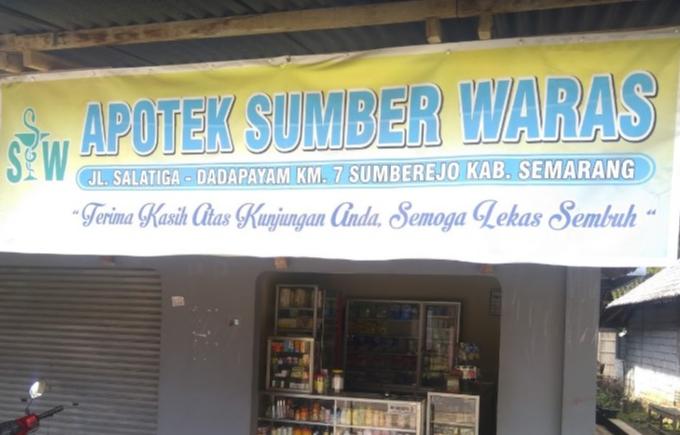 SW
APOTEK SUMBER WARAS
JL. SALATIGA - DADAPAYAM KM. 7 SUMBEREJO KAB. SEMARANG
"Terima Kasih Atas Kunjungan Anda, Semoga Lekas Sembuh"